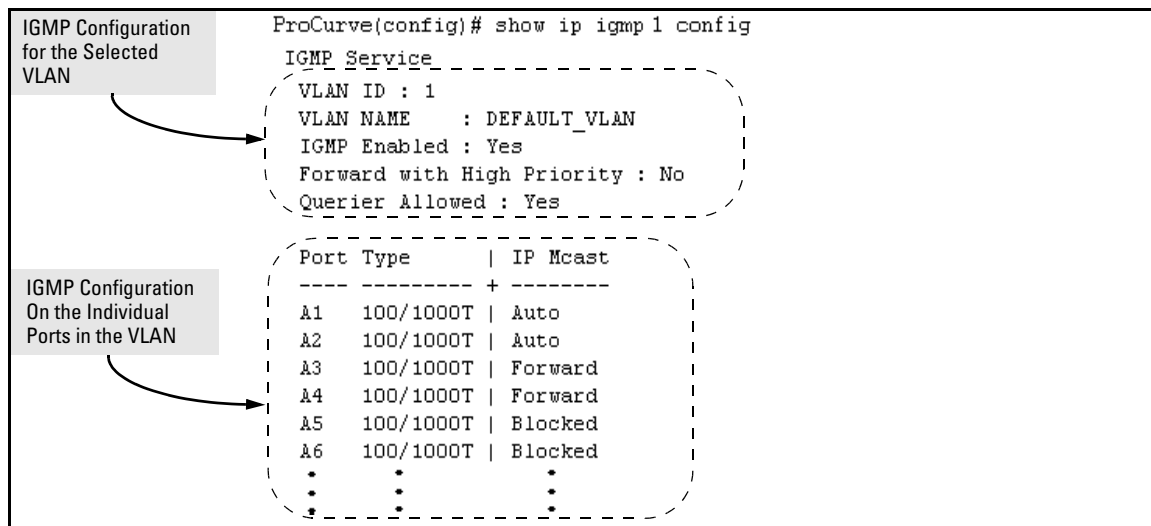 IGMP Configuration
for the Selected
VLAN
ProCurve(config)# show ip igmp 1 config
IGMP Service
VLAN ID : 1
VLAN NAME : DEFAULT_VLAN
IGMP Enabled : Yes
Forward with High Priority : No
Querier Allowed : Yes
IGMP Configuration
On the Individual
Ports in the VLAN
Port Type | IP Mcast
---- --------- + --------
A1 100/1000T | Auto
A2 100/1000T | Auto
A3 100/1000T | Forward
A4 100/1000T | Forward
A5 100/1000T | Blocked
A6 100/1000T | Blocked